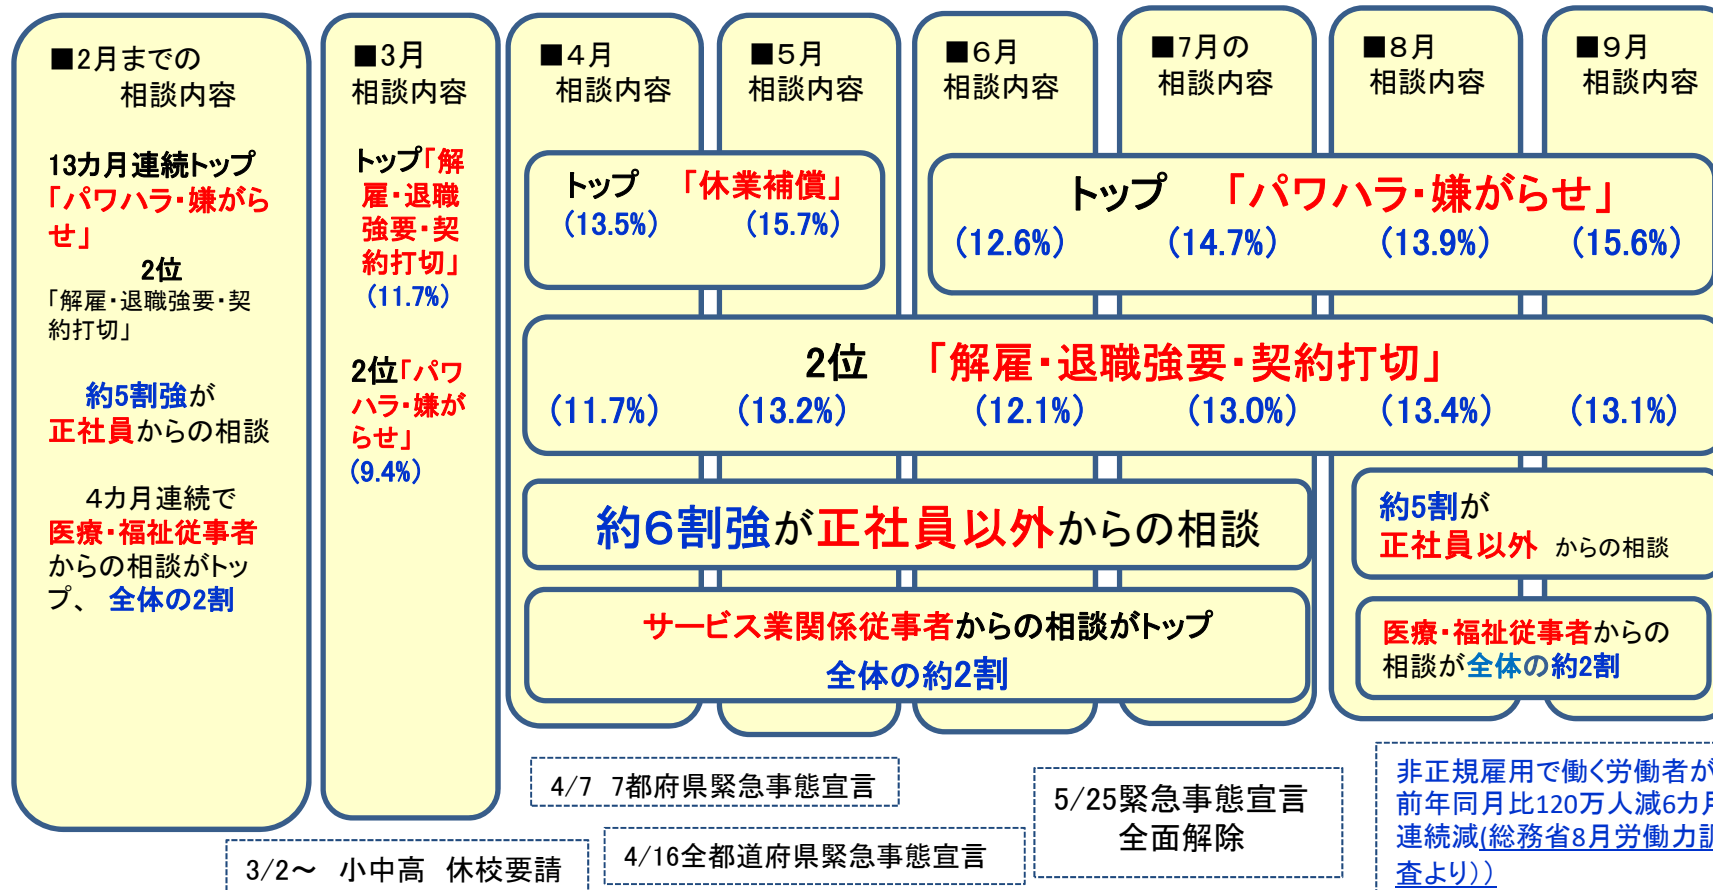 ■2月までの
相談内容
13カ月連続トップ
「パワハラ・嫌がら
せ」
2位
「解雇・退職強要・契
約打切」
約5割強が
正社員からの相談
４カ月連続で
医療・福祉従事者
からの相談がトッ
プ、 全体の2割
■3月
相談内容
トップ「解
雇・退職
強要・契
約打切」
(11.7%)
2位「パワ
ハラ・嫌が
らせ」
(9.4%)
■４月
相談内容
■５月
相談内容
■６月
相談内容
■７月の
相談内容
■８月
相談内容
■９月
相談内容
トップ 「休業補償」
(13.5%) (15.7%)
トップ 「パワハラ・嫌がらせ」
(12.6%) (14.7%) (13.9%) (15.6%)
2位 「解雇・退職強要・契約打切」
(11.7%) (13.2%) (12.1%) (13.0%) (13.4%) (13.1%)
約６割強が正社員以外からの相談
約5割が
正社員以外 からの相談
サービス業関係従事者からの相談がトップ
全体の約2割
医療・福祉従事者からの
相談が全体の約2割
4/7 7都府県緊急事態宣言
5/25緊急事態宣言
全面解除
3/2～ 小中高 休校要請
4/16全都道府県緊急事態宣言
非正規雇用で働く労働者が
前年同月比120万人減6カ月
連続減(総務省8月労働力調
査より))